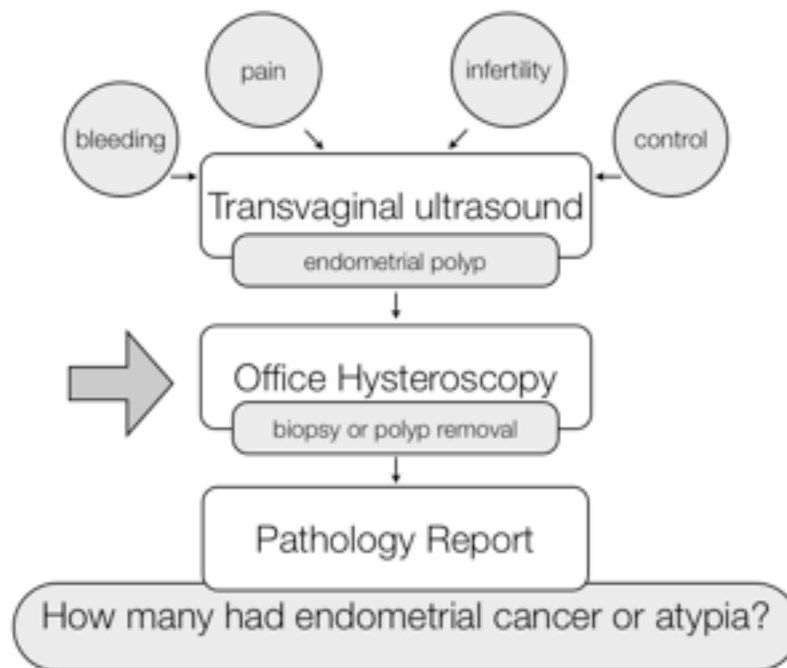 pain
infertility
bleeding
control
Transvaginal ultrasound
endometrial polyp
Office Hysteroscopy
biopsy or polyp removal
Pathology Report
How many had endometrial cancer or atypia?